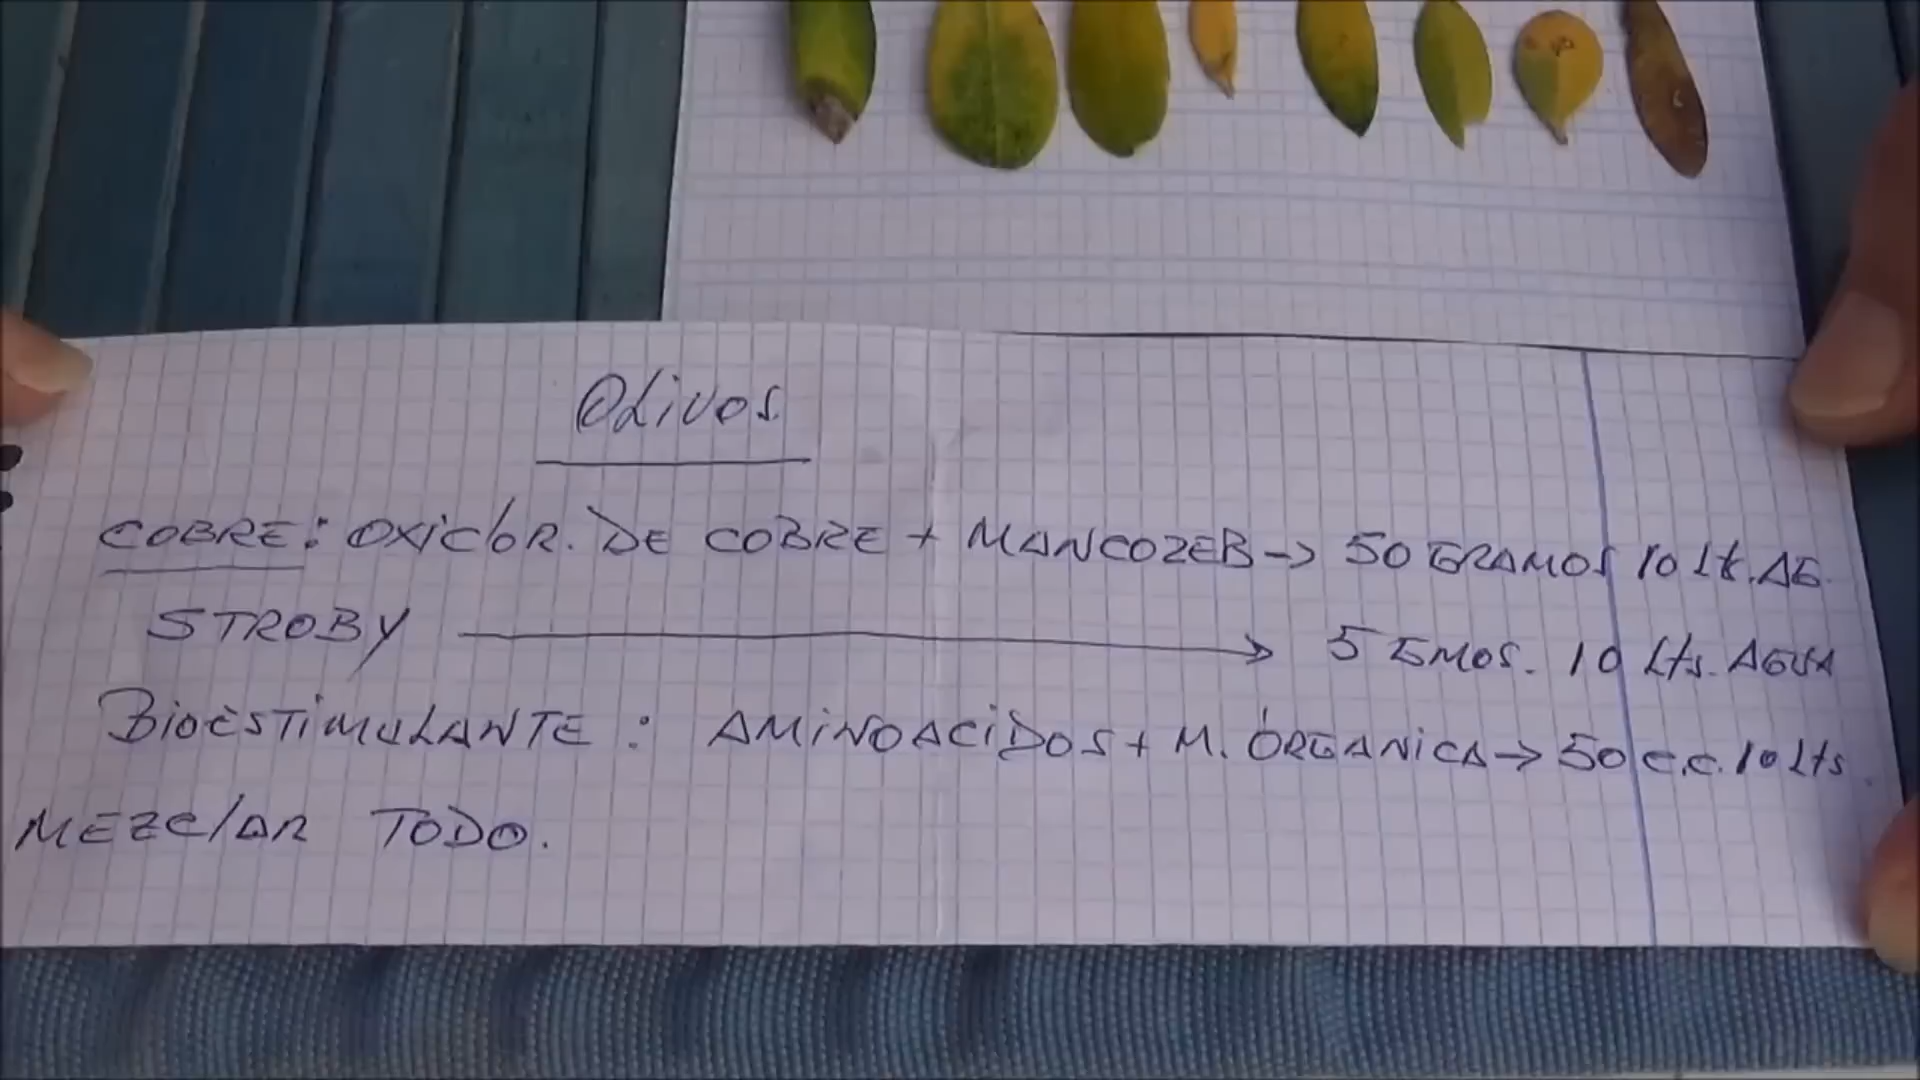 Olivos
COBRE: OXiclOR. DE COBRE + MANCOZEB -> 50 GRAMOS 10 Lt. AG.
STROBY -> 5 GMOS. 10 Lts. AGUA
BioESTiMULANTE : AMiNOACiDOS + M. ORGANiCA -> 50 c.c. 10 Lts.
MEZClAR TODO.